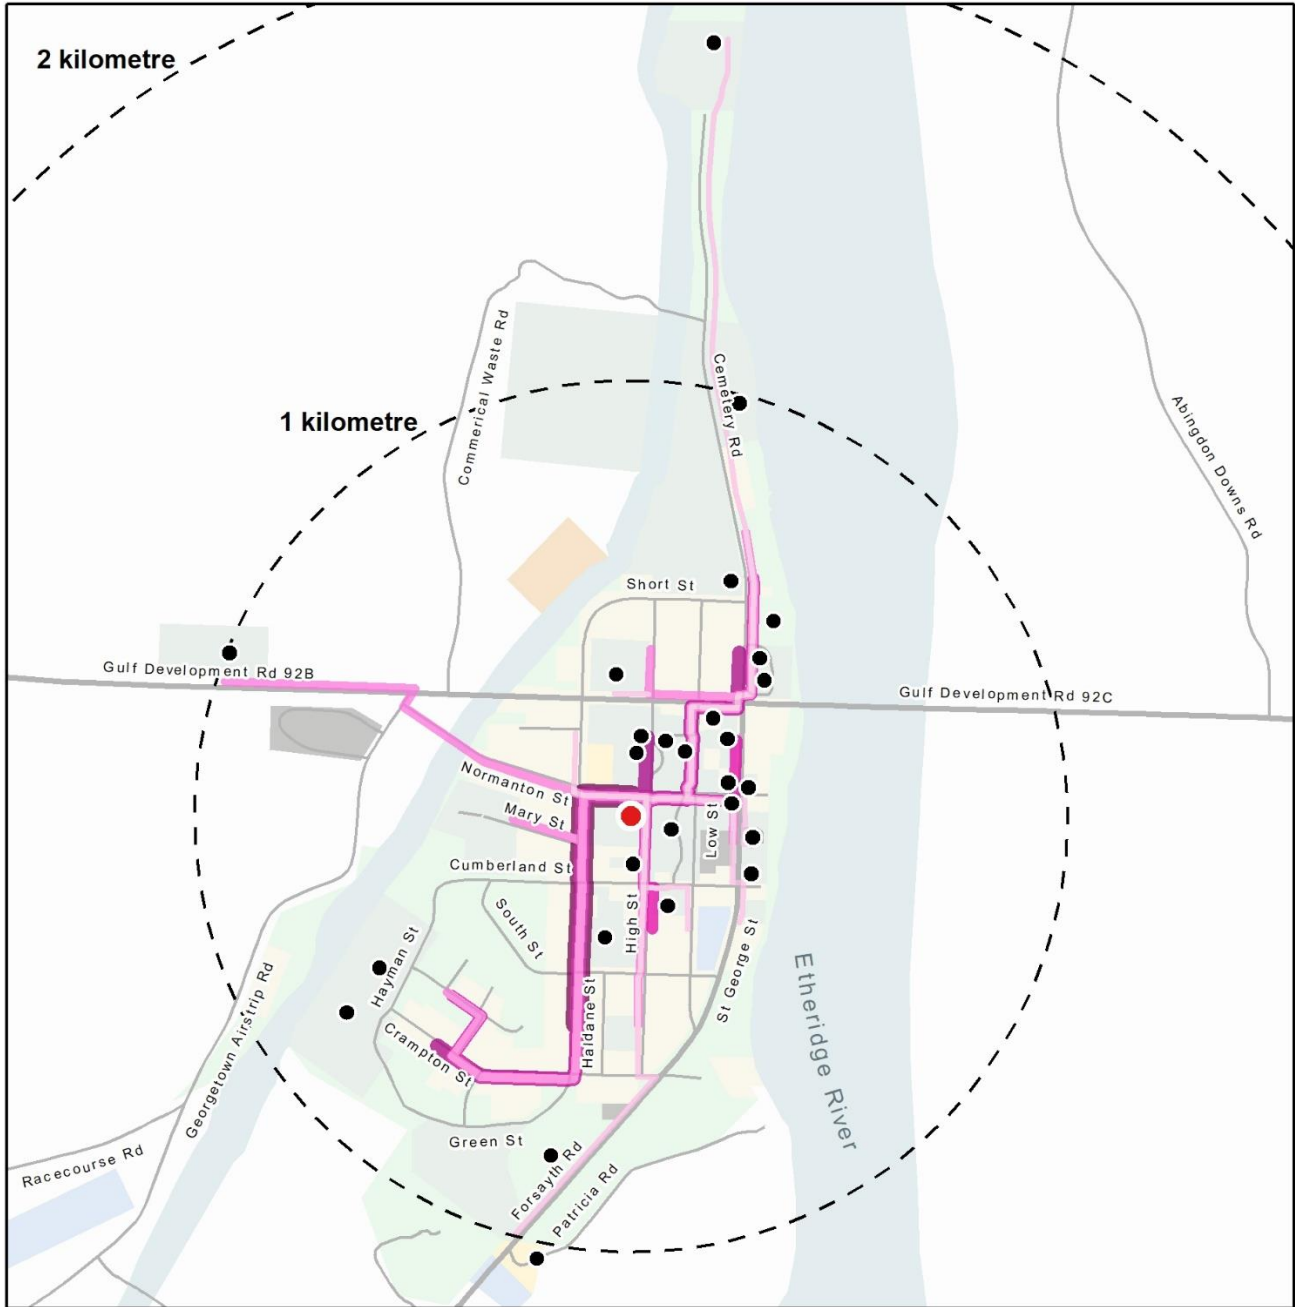 2 kilometre
1 kilometre
Commerical Waste Rd
Cemetery Rd
Abingdon Downs Rd
Short St
Gulf Development Rd 92B
Gulf Development Rd 92C
Normanton St
Mary St
Low St
Cumberland St
South St
High St
St George St
Hayman St
Haldane St
Etheridge River
Georgetown Airstrip Rd
Crampton St
Green St
Racecourse Rd
Forsayth Rd
Patricia Rd